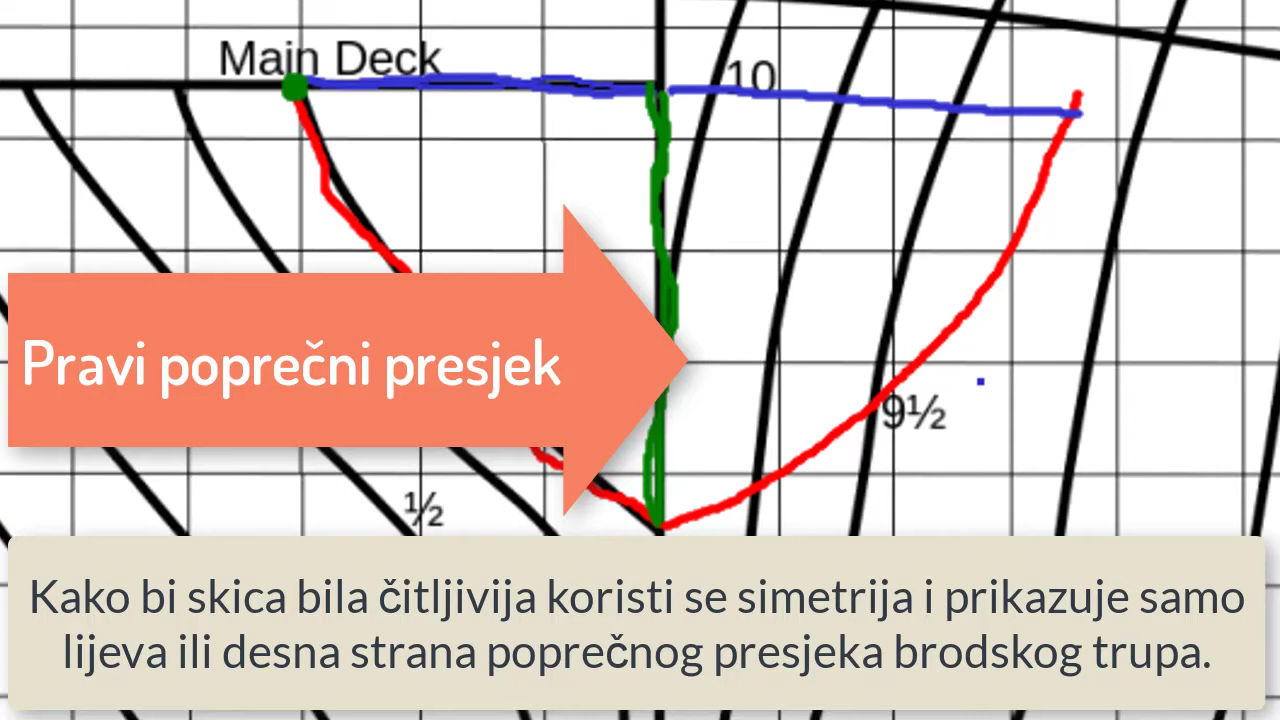 Main Deck
10
Pravi poprečni presjek
9½
½
Kako bi skica bila čitljivija koristi se simetrija i prikazuje samo
lijeva ili desna strana poprečnog presjeka brodskog trupa.